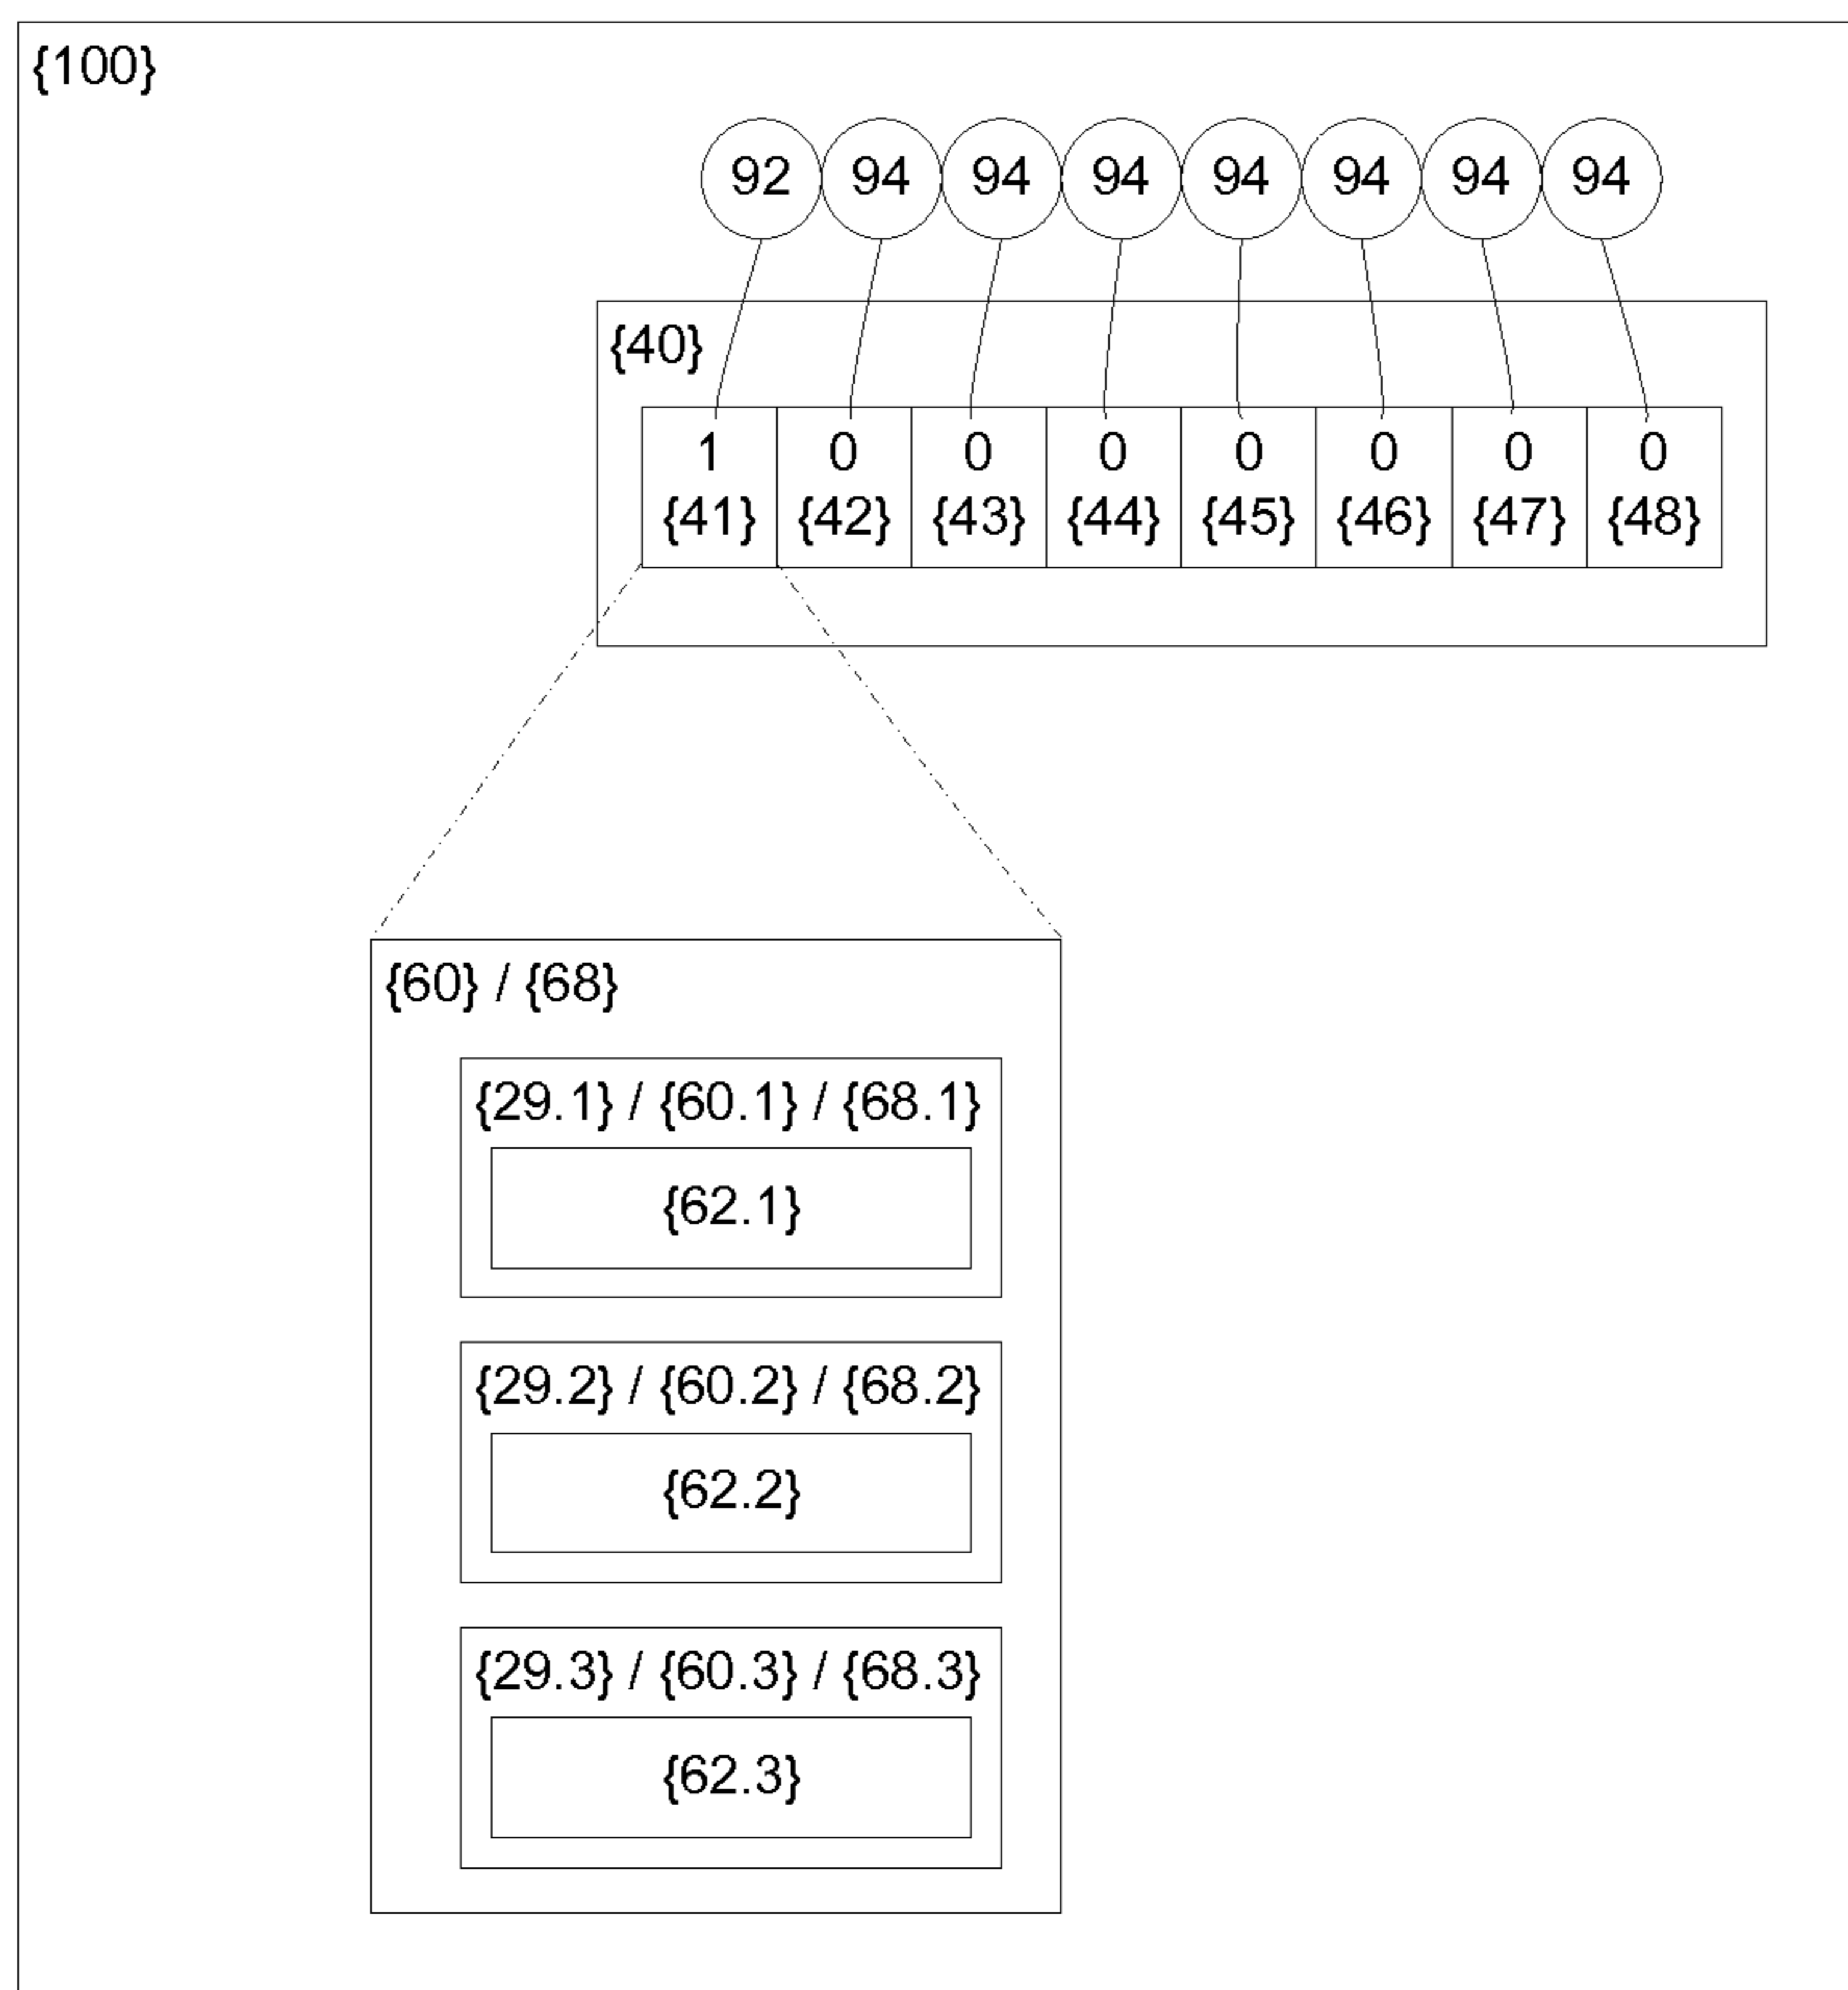 {100}
92 94 94 94 94 94 94 94
{40}
1 0 0 0 0 0 0 0
{41} {42} {43} {44} {45} {46} {47} {48}
{60} / {68}
{29.1} / {60.1} / {68.1}
{62.1}
{29.2} / {60.2} / {68.2}
{62.2}
{29.3} / {60.3} / {68.3}
{62.3}